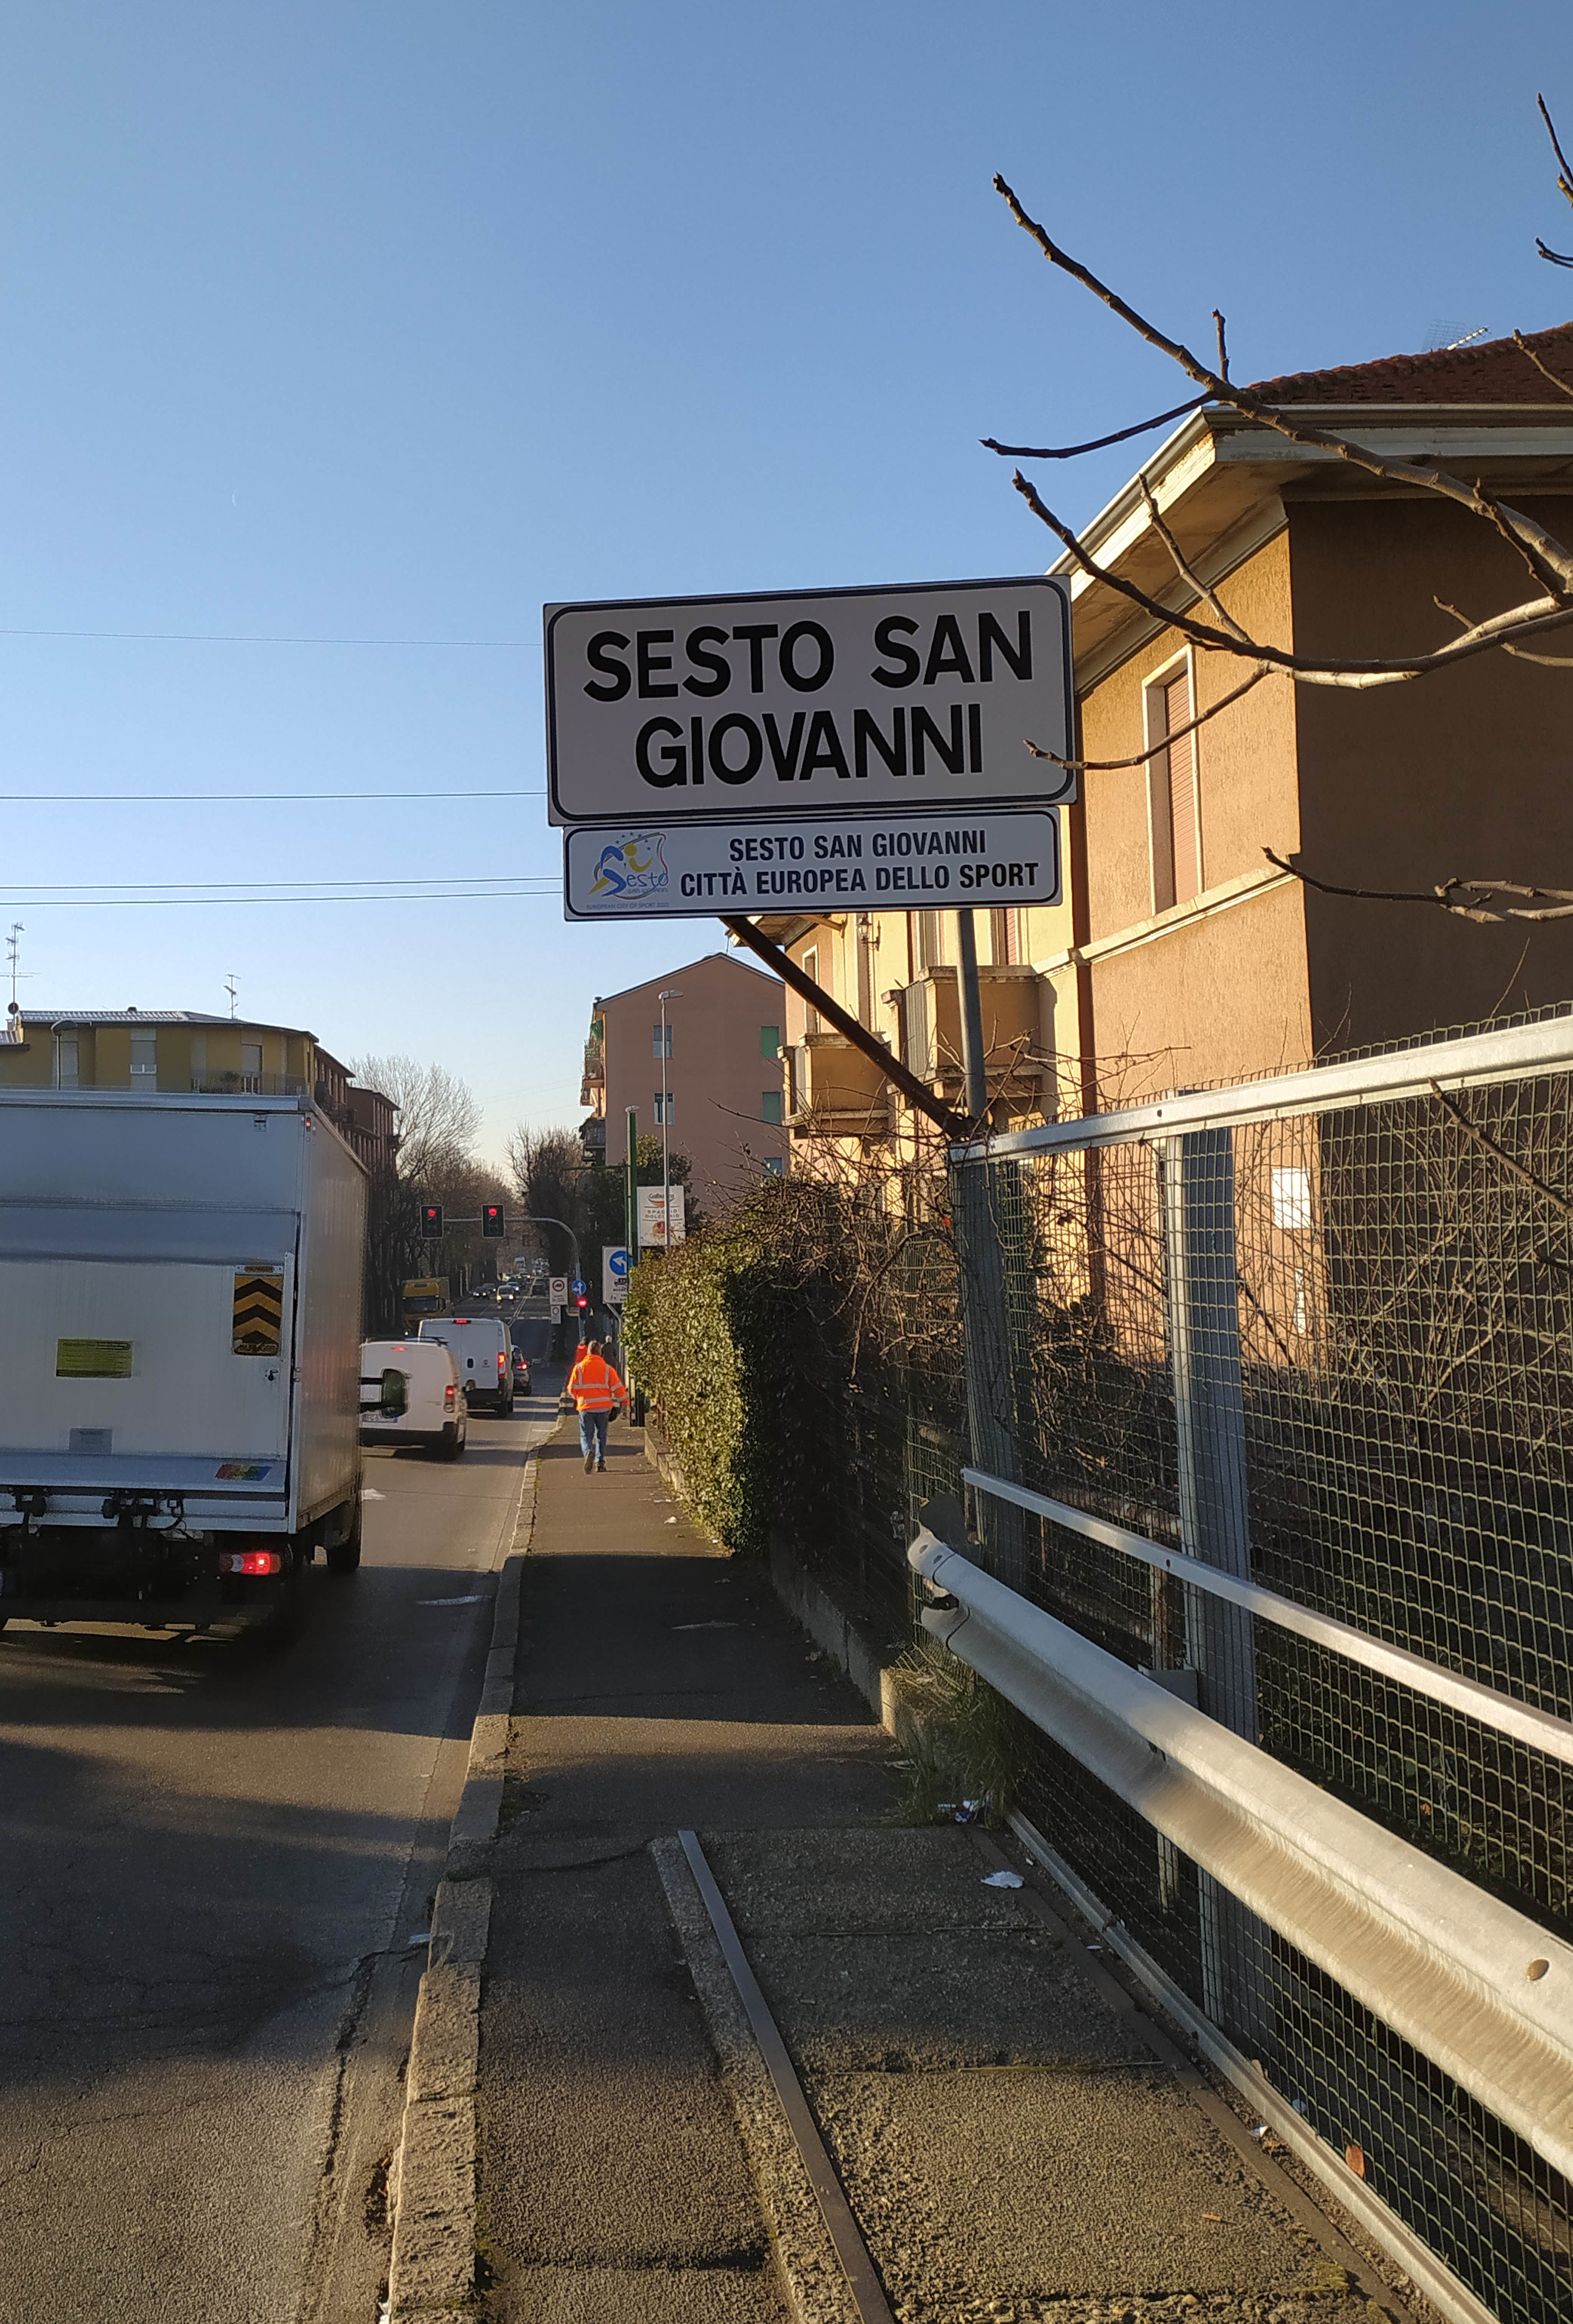 SESTO SAN
GIOVANNI
SESTO SAN GIOVANNI
CITTÀ EUROPEA DELLO SPORT
Sesto